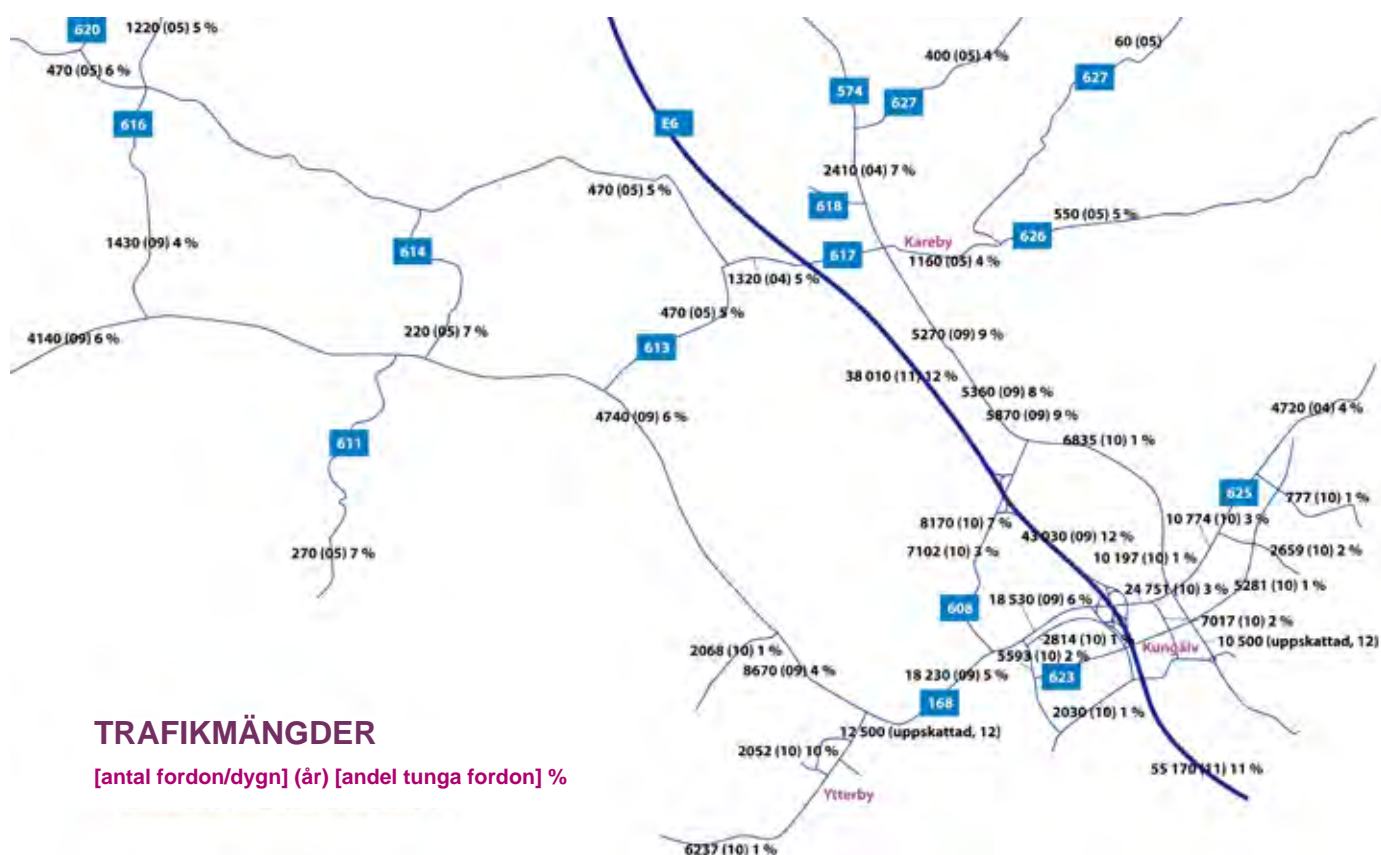 620
1220 (05) 5 %
60 (05)
400 (05) 4%
470 (05) 6 %
627
574
627
616
E6
2410 (04) 7 %
470 (05) 5 %
618
550 (05) 5 %
626
1430 (09) 4 %
614
Kareby
617
1160 (05) 4 %
1320 (04) 5 %
470 (05) 5 %
4140 (09) 6 %
220 (05) 7 %
5270 (09) 9 %
613
38 010 (11) 12 %
5360 (09) 8 %
4740 (09) 6 %
5870 (09) 9 %
4720 (04) 4 %
611
6835 (10) 1 %
625
777 (10) 1 %
8170 (10) 7 %
10 774 (10) 3 %
43 030 (09) 12 %
270 (05) 7 %
7102 (10) 3 %
10 197 (10) 1 %
2659 (10) 2 %
24 751 (10) 3 %
5281 (10) 1 %
18 530 (09) 6 %
608
7017 (10) 2 %
2814 (10) 1 %
10 500 (uppskattad, 12)
Kungälv
2068 (10) 1 %
5593 (10) 2 %
8670 (09) 4 %
18 230 (09) 5 %
623
168
2030 (10) 1 %
TRAFIKMÄNGDER
12 500 (uppskattad, 12)
2052 (10) 10 %
[antal fordon/dygn] (år) [andel tunga fordon] %
55 170 (11) 11 %
Ytterby
6237 (10) 1 %